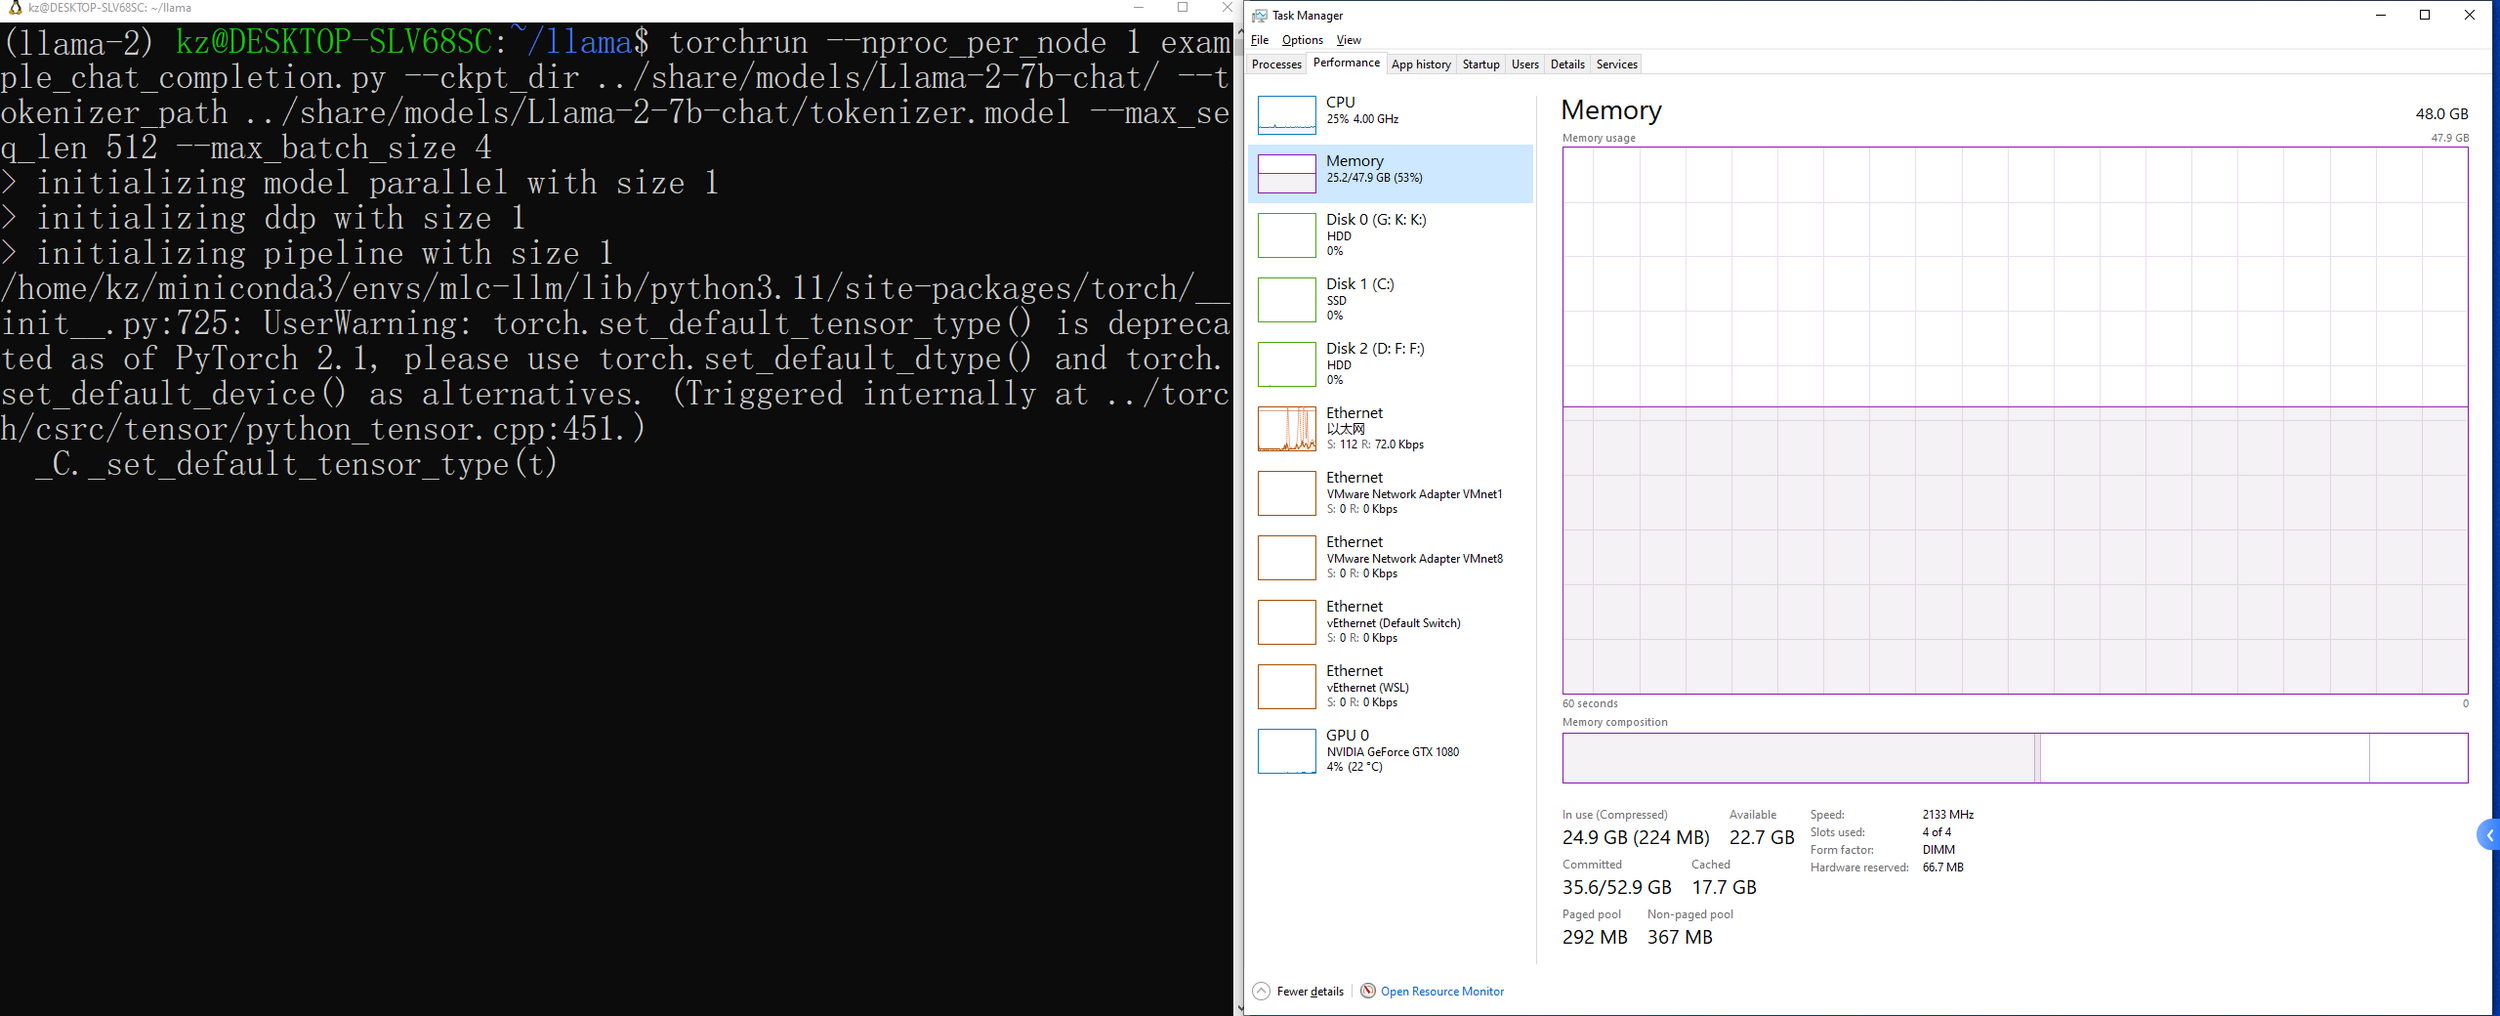 kz@DESKTOP-SLV68SC: ~/llama
(llama-2) kz@DESKTOP-SLV68SC:~/llama$ torchrun --nproc_per_node 1 exam
ple_chat_completion.py --ckpt_dir ../share/models/Llama-2-7b-chat/ --t
okenizer_path ../share/models/Llama-2-7b-chat/tokenizer.model --max_se
q_len 512 --max_batch_size 4
> initializing model parallel with size 1
> initializing ddp with size 1
> initializing pipeline with size 1
/home/kz/miniconda3/envs/mlc-llm/lib/python3.11/site-packages/torch/__
init__.py:725: UserWarning: torch.set_default_tensor_type() is depreca
ted as of PyTorch 2.1, please use torch.set_default_dtype() and torch.
set_default_device() as alternatives. (Triggered internally at ../torc
h/csrc/tensor/python_tensor.cpp:451.)
  _C._set_default_tensor_type(t)
Task Manager
File Options View
Processes Performance App history Startup Users Details Services
CPU
25% 4.00 GHz
Memory
25.2/47.9 GB (53%)
Disk 0 (G: K: K:)
HDD
0%
Disk 1 (C:)
SSD
0%
Disk 2 (D: F: F:)
HDD
0%
Ethernet
以太网
S: 112 R: 72.0 Kbps
Ethernet
VMware Network Adapter VMnet1
S: 0 R: 0 Kbps
Ethernet
VMware Network Adapter VMnet8
S: 0 R: 0 Kbps
Ethernet
vEthernet (Default Switch)
S: 0 R: 0 Kbps
Ethernet
vEthernet (WSL)
S: 0 R: 0 Kbps
GPU 0
NVIDIA GeForce GTX 1080
4% (22 °C)
Memory 48.0 GB
Memory usage 47.9 GB
60 seconds 0
Memory composition
In use (Compressed) Available
24.9 GB (224 MB) 22.7 GB
Committed Cached
35.6/52.9 GB 17.7 GB
Paged pool Non-paged pool
292 MB 367 MB
Speed: 2133 MHz
Slots used: 4 of 4
Form factor: DIMM
Hardware reserved: 66.7 MB
Fewer details Open Resource Monitor